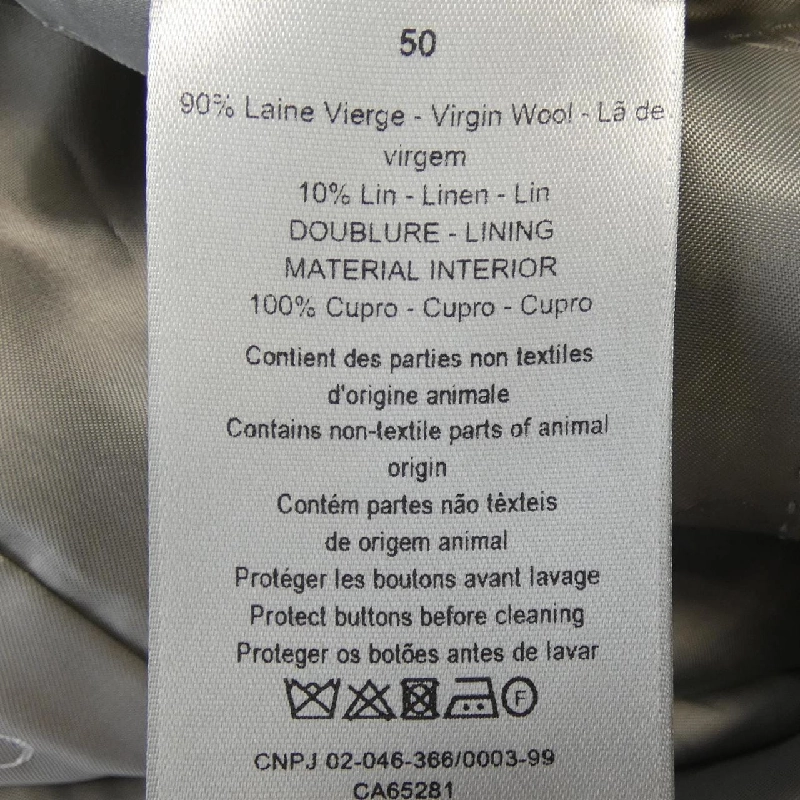 50
90% Laine Vierge - Virgin Wool - Lã de
virgem
10% Lin - Linen - Lin
DOUBLURE - LINING
MATERIAL INTERIOR
100% Cupro - Cupro - Cupro
Contient des parties non textiles
d'origine animale
Contains non-textile parts of animal
origin
Contém partes não têxteis
de origem animal
Protéger les boutons avant lavage
Protect buttons before cleaning
Proteger os botões antes de lavar
F
CNPJ 02-046-366/0003-99
CA65281